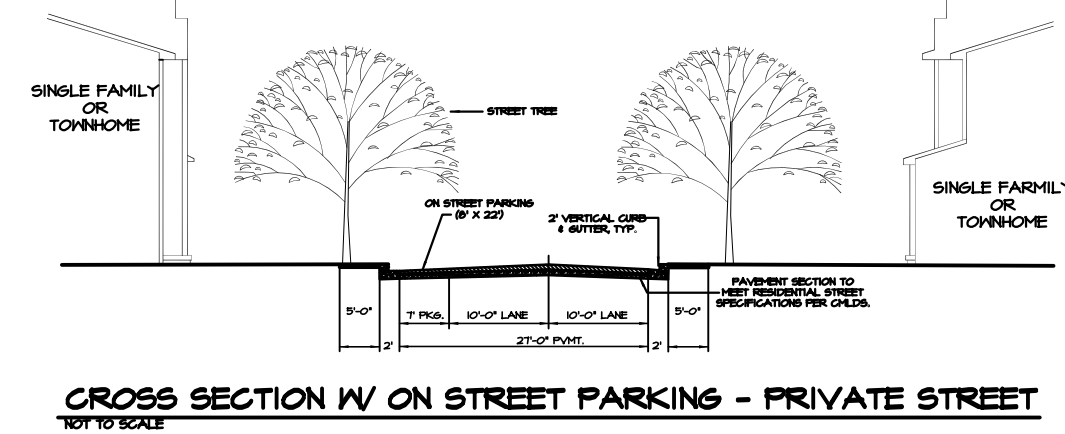 SINGLE FAMILY
OR
TOWNHOME
STREET TREE
ON STREET PARKING
(8' X 22')
2' VERTICAL CURB
& GUTTER, TYP.
SINGLE FARMILY
OR
TOWNHOME
PAVEMENT SECTION TO
MEET RESIDENTIAL STREET
SPECIFICATIONS PER CMLDS.
5'-0"
7' PKG.
10'-0" LANE
10'-0" LANE
5'-0"
2'
27'-0" PVMT.
2'
CROSS SECTION W/ ON STREET PARKING - PRIVATE STREET
NOT TO SCALE